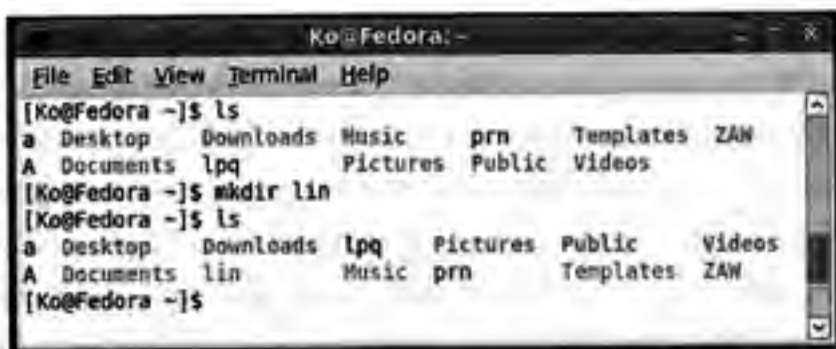 Ko@Fedora:~
File Edit View Terminal Help
[Ko@Fedora ~]$ ls
a Desktop Downloads Music prn Templates ZAW
A Documents lpq Pictures Public Videos
[Ko@Fedora ~]$ mkdir lin
[Ko@Fedora ~]$ ls
a Desktop Downloads lpq Pictures Public Videos
A Documents lin Music prn Templates ZAW
[Ko@Fedora ~]$